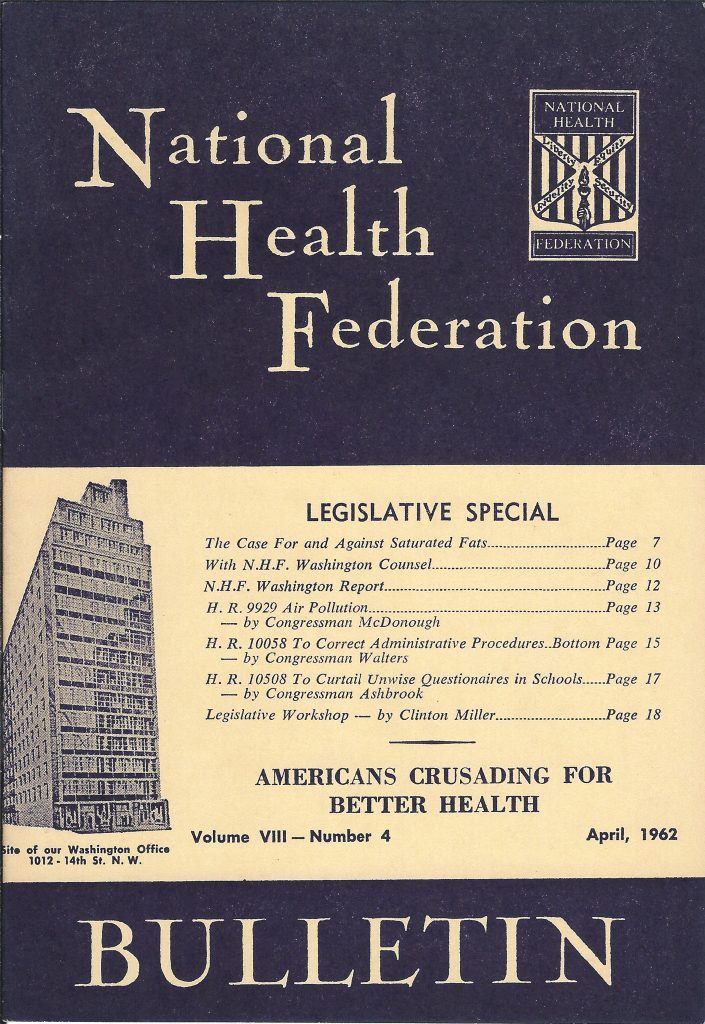 National
Health
Federation
NATIONAL
HEALTH
FEDERATION
LEGISLATIVE SPECIAL
The Case For and Against Saturated Fats............................Page 7
With N.H.F. Washington Counsel..........................................Page 10
N.H.F. Washington Report.....................................................Page 12
H. R. 9929 Air Pollution.........................................................Page 13
— by Congressman McDonough
H. R. 10058 To Correct Administrative Procedures..Bottom Page 15
— by Congressman Walters
H. R. 10508 To Curtail Unwise Questionaires in Schools......Page 17
— by Congressman Ashbrook
Legislative Workshop — by Clinton Miller..........................Page 18
AMERICANS CRUSADING FOR
BETTER HEALTH
Volume VIII — Number 4
April, 1962
Site of our Washington Office
1012 - 14th St. N. W.
BULLETIN